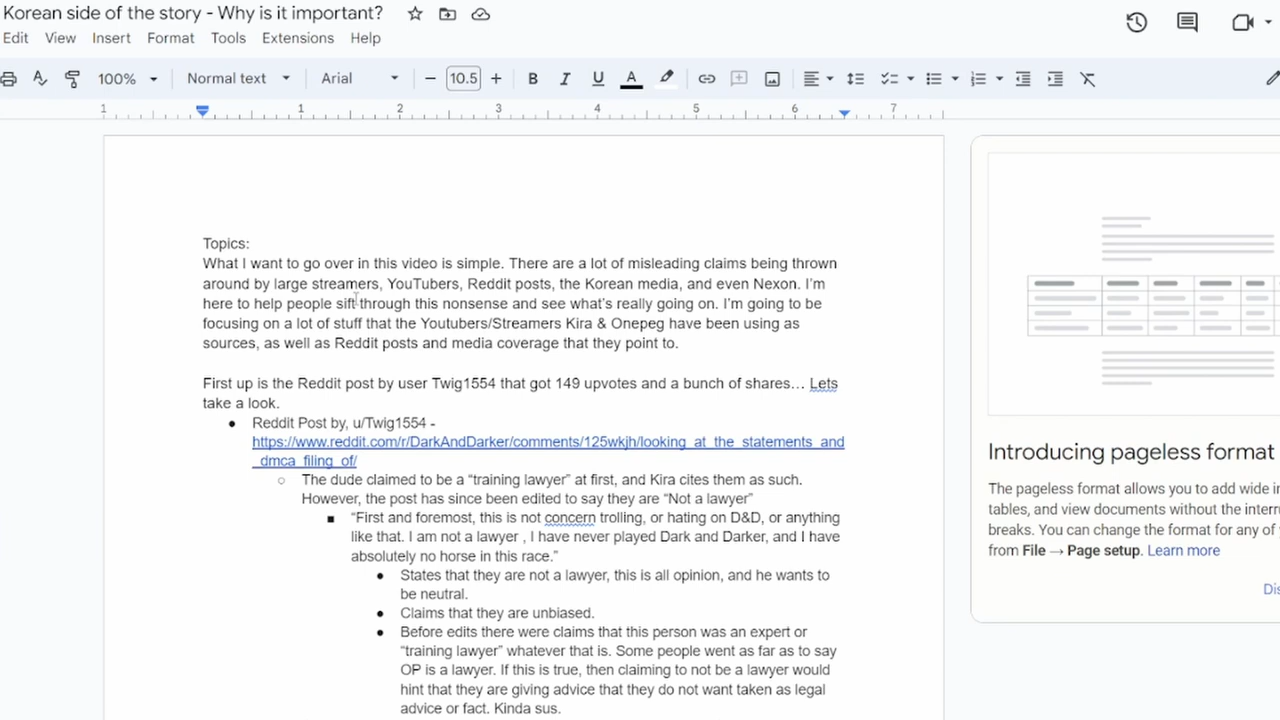 Korean side of the story - Why is it important?
Edit View Insert Format Tools Extensions Help
100% Normal text Arial 10.5 B I U A
1 1 2 3 4 5 6 7
Topics:
What I want to go over in this video is simple. There are a lot of misleading claims being thrown
around by large streamers, YouTubers, Reddit posts, the Korean media, and even Nexon. I'm
here to help people sift through this nonsense and see what's really going on. I'm going to be
focusing on a lot of stuff that the Youtubers/Streamers Kira & Onepeg have been using as
sources, as well as Reddit posts and media coverage that they point to.
First up is the Reddit post by user Twig1554 that got 149 upvotes and a bunch of shares... Lets
take a look.
● Reddit Post by, u/Twig1554 -
https://www.reddit.com/r/DarkAndDarker/comments/125wkjh/looking_at_the_statements_and
_dmca_filing_of/
○ The dude claimed to be a “training lawyer” at first, and Kira cites them as such.
However, the post has since been edited to say they are “Not a lawyer”
■ “First and foremost, this is not concern trolling, or hating on D&D, or anything
like that. I am not a lawyer , I have never played Dark and Darker, and I have
absolutely no horse in this race.”
● States that they are not a lawyer, this is all opinion, and he wants to
be neutral.
● Claims that they are unbiased.
● Before edits there were claims that this person was an expert or
“training lawyer” whatever that is. Some people went as far as to say
OP is a lawyer. If this is true, then claiming to not be a lawyer would
hint that they are giving advice that they do not want taken as legal
advice or fact. Kinda sus.
Introducing pageless format
The pageless format allows you to add wide i
tables, and view documents without the interr
breaks. You can change the format for any of y
from File → Page setup. Learn more
Dis